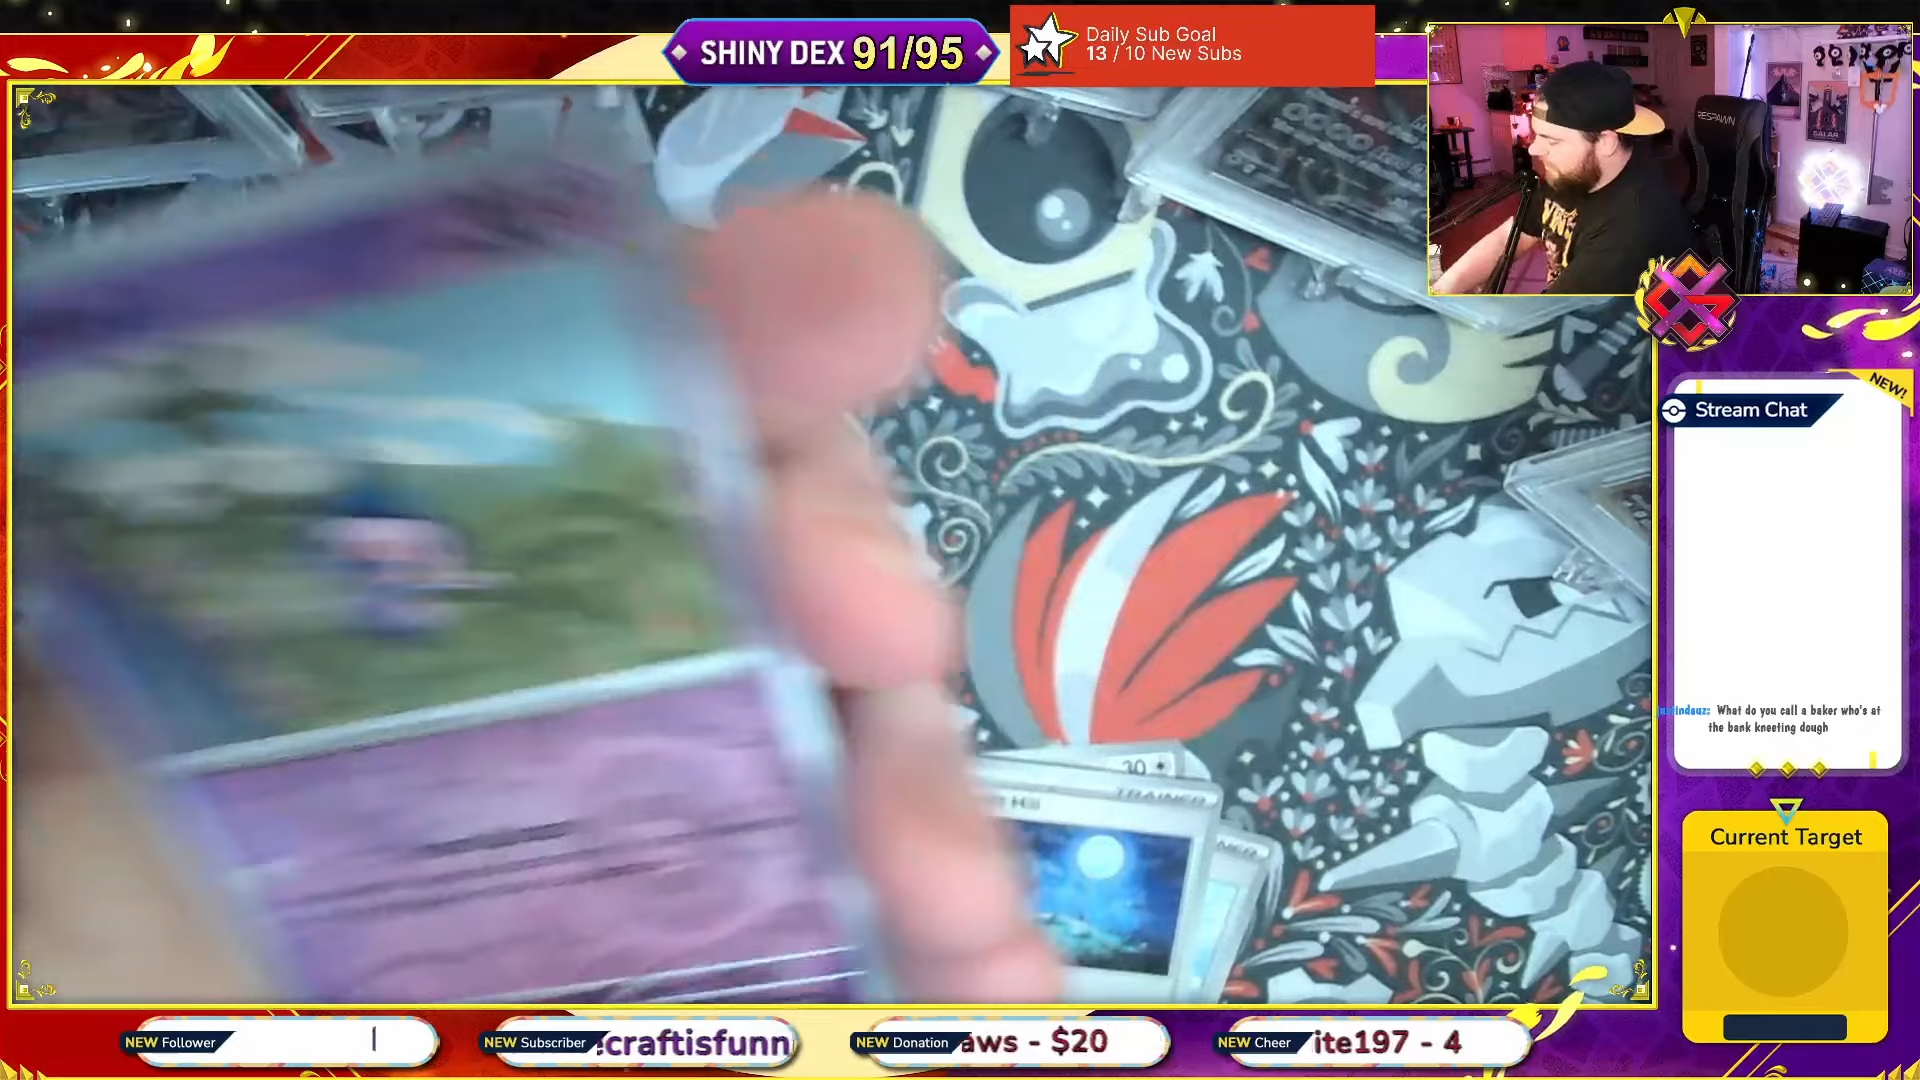 SHINY DEX 91/95
Daily Sub Goal
13 / 10 New Subs
RESPAWN
NEW!
Stream Chat
What do you call a baker who's at
the bank kneeting dough
30
Hill
TRAINER
Current Target
NEW Follower
NEW Subscriber craftisfunn
NEW Donation aws - $20
NEW Cheer ite197 - 4